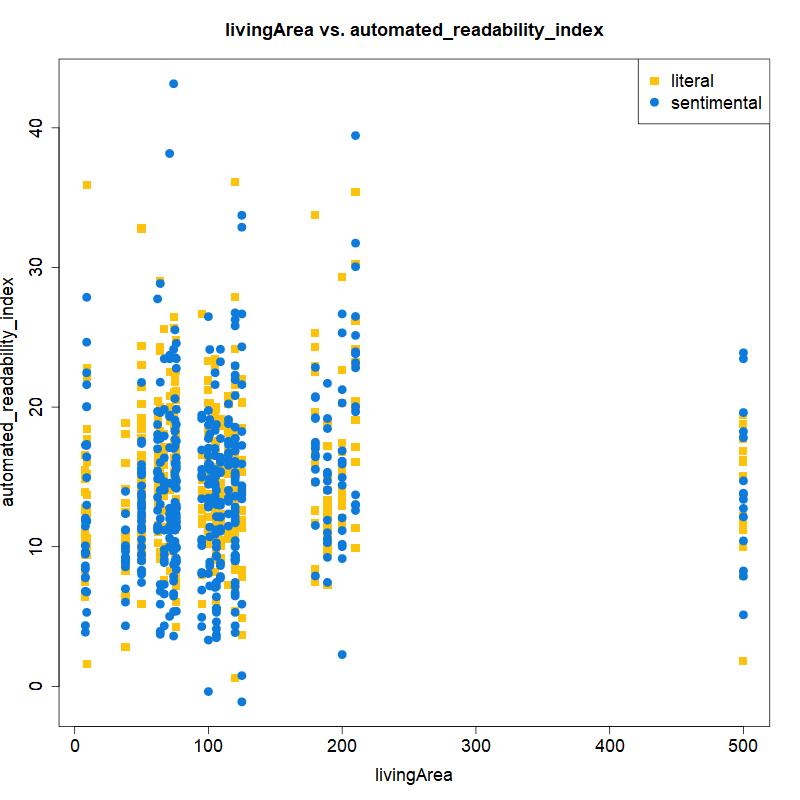 livingArea vs. automated_readability_index
literal
sentimental
automated_readability_index
40
30
20
10
0
0 100 200 300 400 500
livingArea